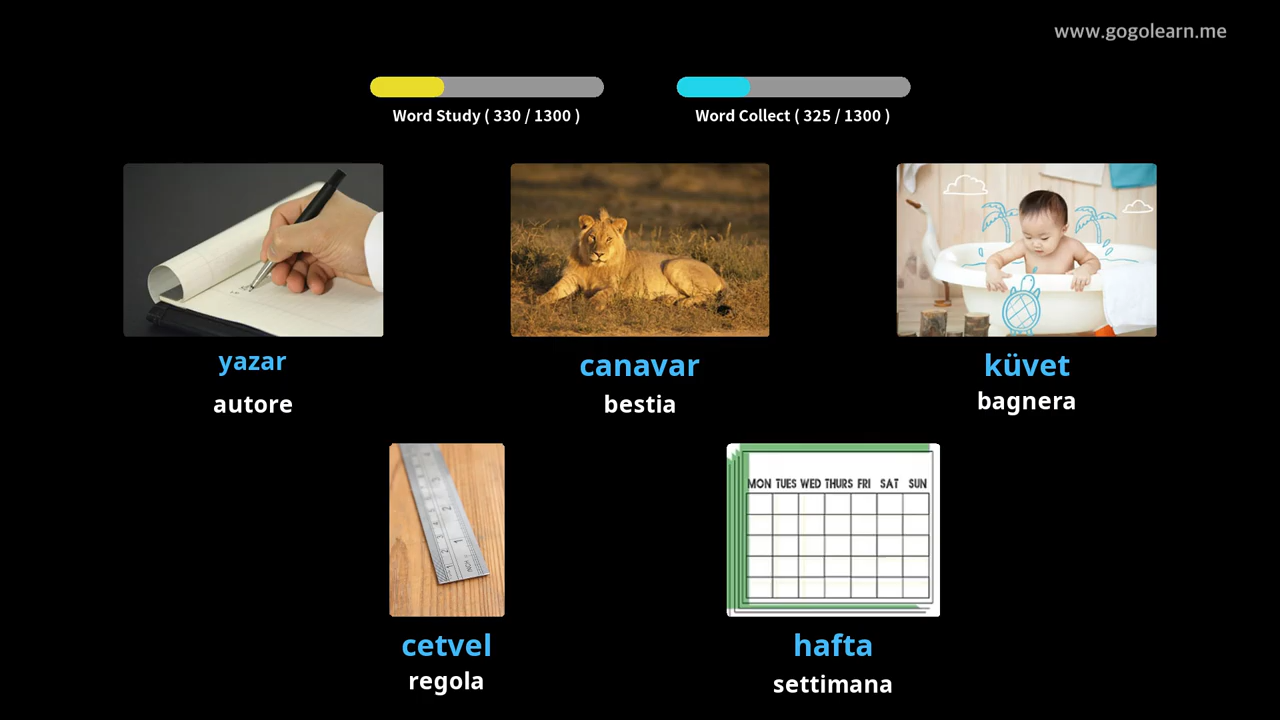 www.gogolearn.me
Word Study ( 330 / 1300 )
Word Collect ( 325 / 1300 )
yazar
autore
canavar
bestia
küvet
bagnera
MON TUES WED THURS FRI SAT SUN
cetvel
regola
hafta
settimana